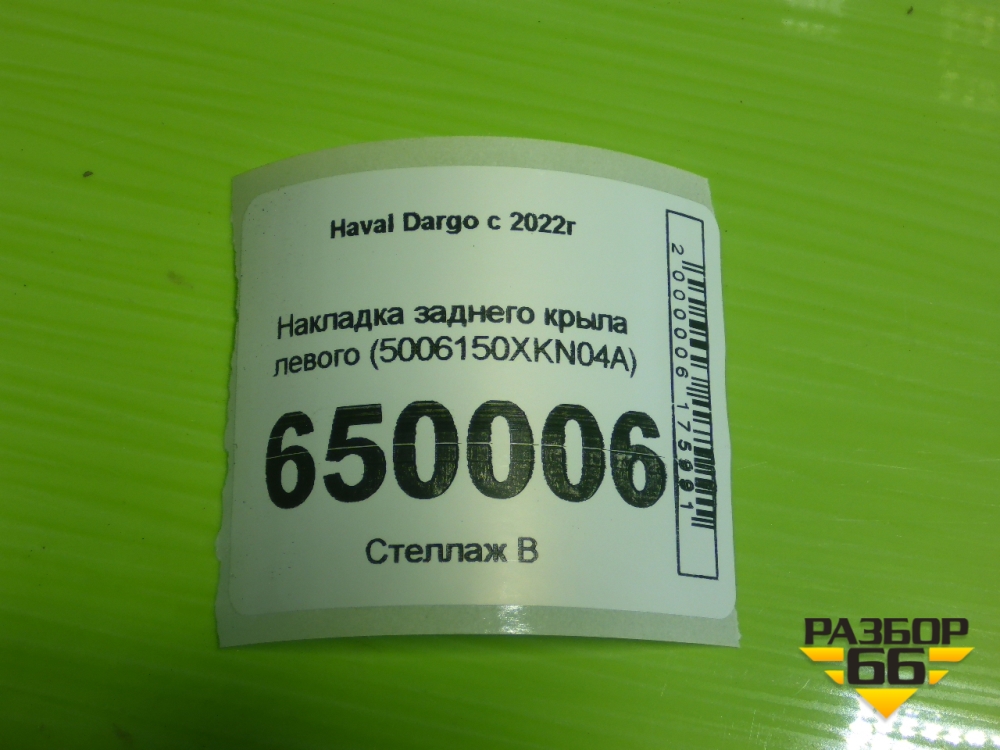 Haval Dargo с 2022г
Накладка заднего крыла
левого (5006150XKN04A)
650006
Стеллаж В
2000006175991
РАЗБОР
66